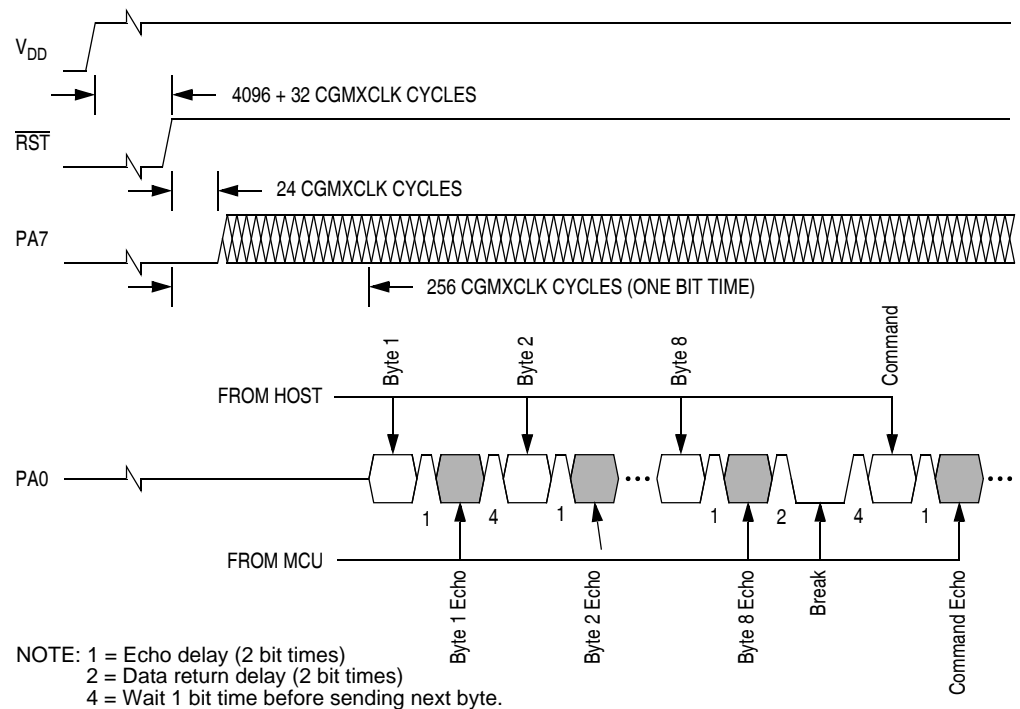 VDD
4096 + 32 CGMXCLK CYCLES
RST
24 CGMXCLK CYCLES
PA7
256 CGMXCLK CYCLES (ONE BIT TIME)
Byte 1
Byte 2
Byte 8
Command
FROM HOST
PA0
1
4
1
1
2
4
1
FROM MCU
Byte 1 Echo
Byte 2 Echo
Byte 8 Echo
Break
Command Echo
NOTE: 1 = Echo delay (2 bit times)
2 = Data return delay (2 bit times)
4 = Wait 1 bit time before sending next byte.